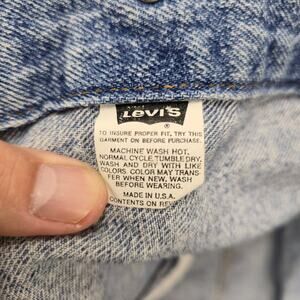 LEVI'S
®
TO INSURE PROPER FIT, TRY THIS
GARMENT ON BEFORE PURCHASE.
MACHINE WASH HOT,
NORMAL CYCLE, TUMBLE DRY.
WASH AND DRY WITH LIKE
COLORS. COLOR MAY TRANS
FER WHEN NEW. WASH
BEFORE WEARING.
MADE IN U.S.A.
CONTENTS ON REV